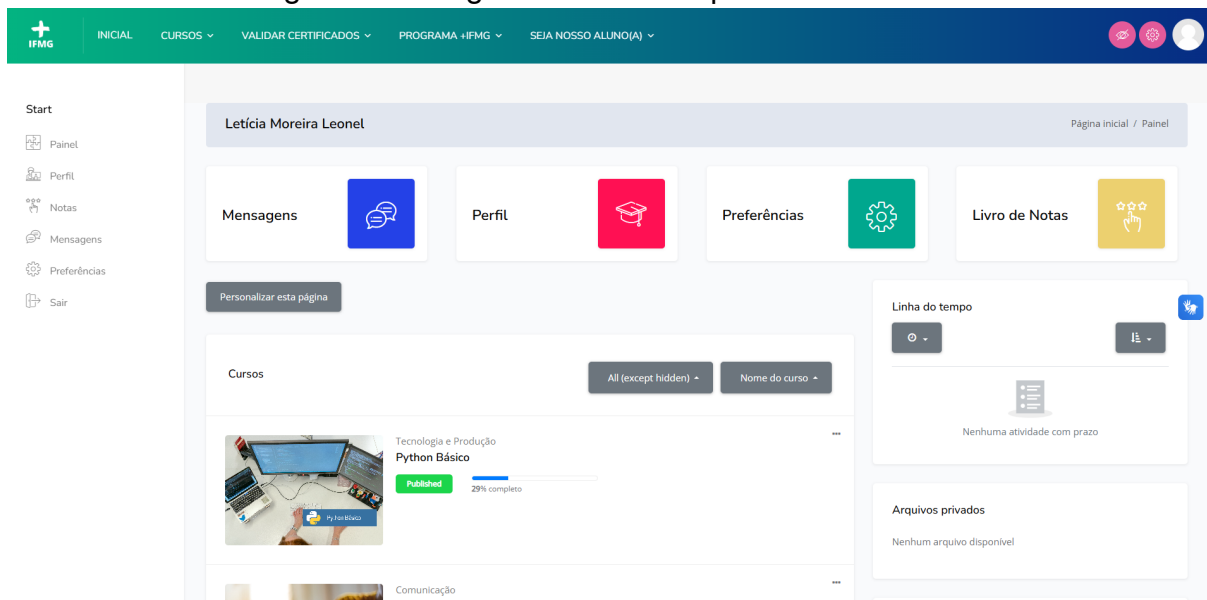 IFMG
INICIAL
CURSOS
VALIDAR CERTIFICADOS
PROGRAMA +IFMG
SEJA NOSSO ALUNO(A)
Start
Painel
Perfil
Notas
Mensagens
Preferências
Sair
Letícia Moreira Leonel
Página inicial / Painel
Mensagens
Perfil
Preferências
Livro de Notas
Personalizar esta página
Cursos
All (except hidden)
Nome do curso
Tecnologia e Produção
Python Básico
Published
29% completo
Python Básico
Comunicação
Linha do tempo
Nenhuma atividade com prazo
Arquivos privados
Nenhum arquivo disponível